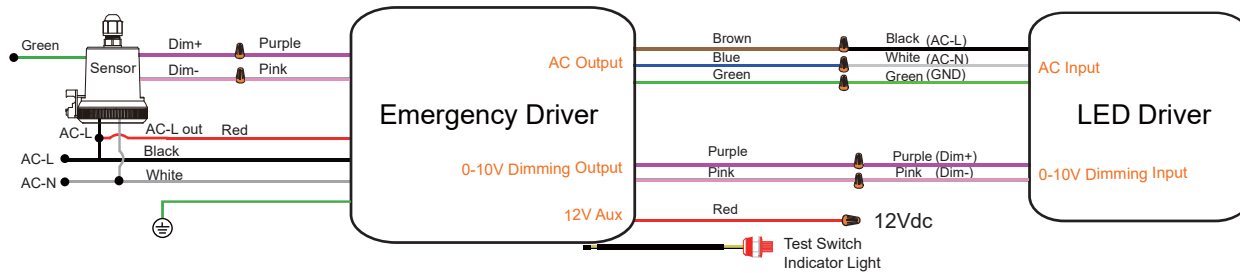 Green
Sensor
Dim+ Purple
Dim- Pink
AC-L AC-L out Red
AC-L Black
AC-N White
Emergency Driver
AC Output
0-10V Dimming Output
12V Aux
Brown Black (AC-L)
Blue White (AC-N)
Green Green (GND)
Purple Purple (Dim+)
Pink Pink (Dim-)
Red 12Vdc
Test Switch
Indicator Light
AC Input
LED Driver
0-10V Dimming Input